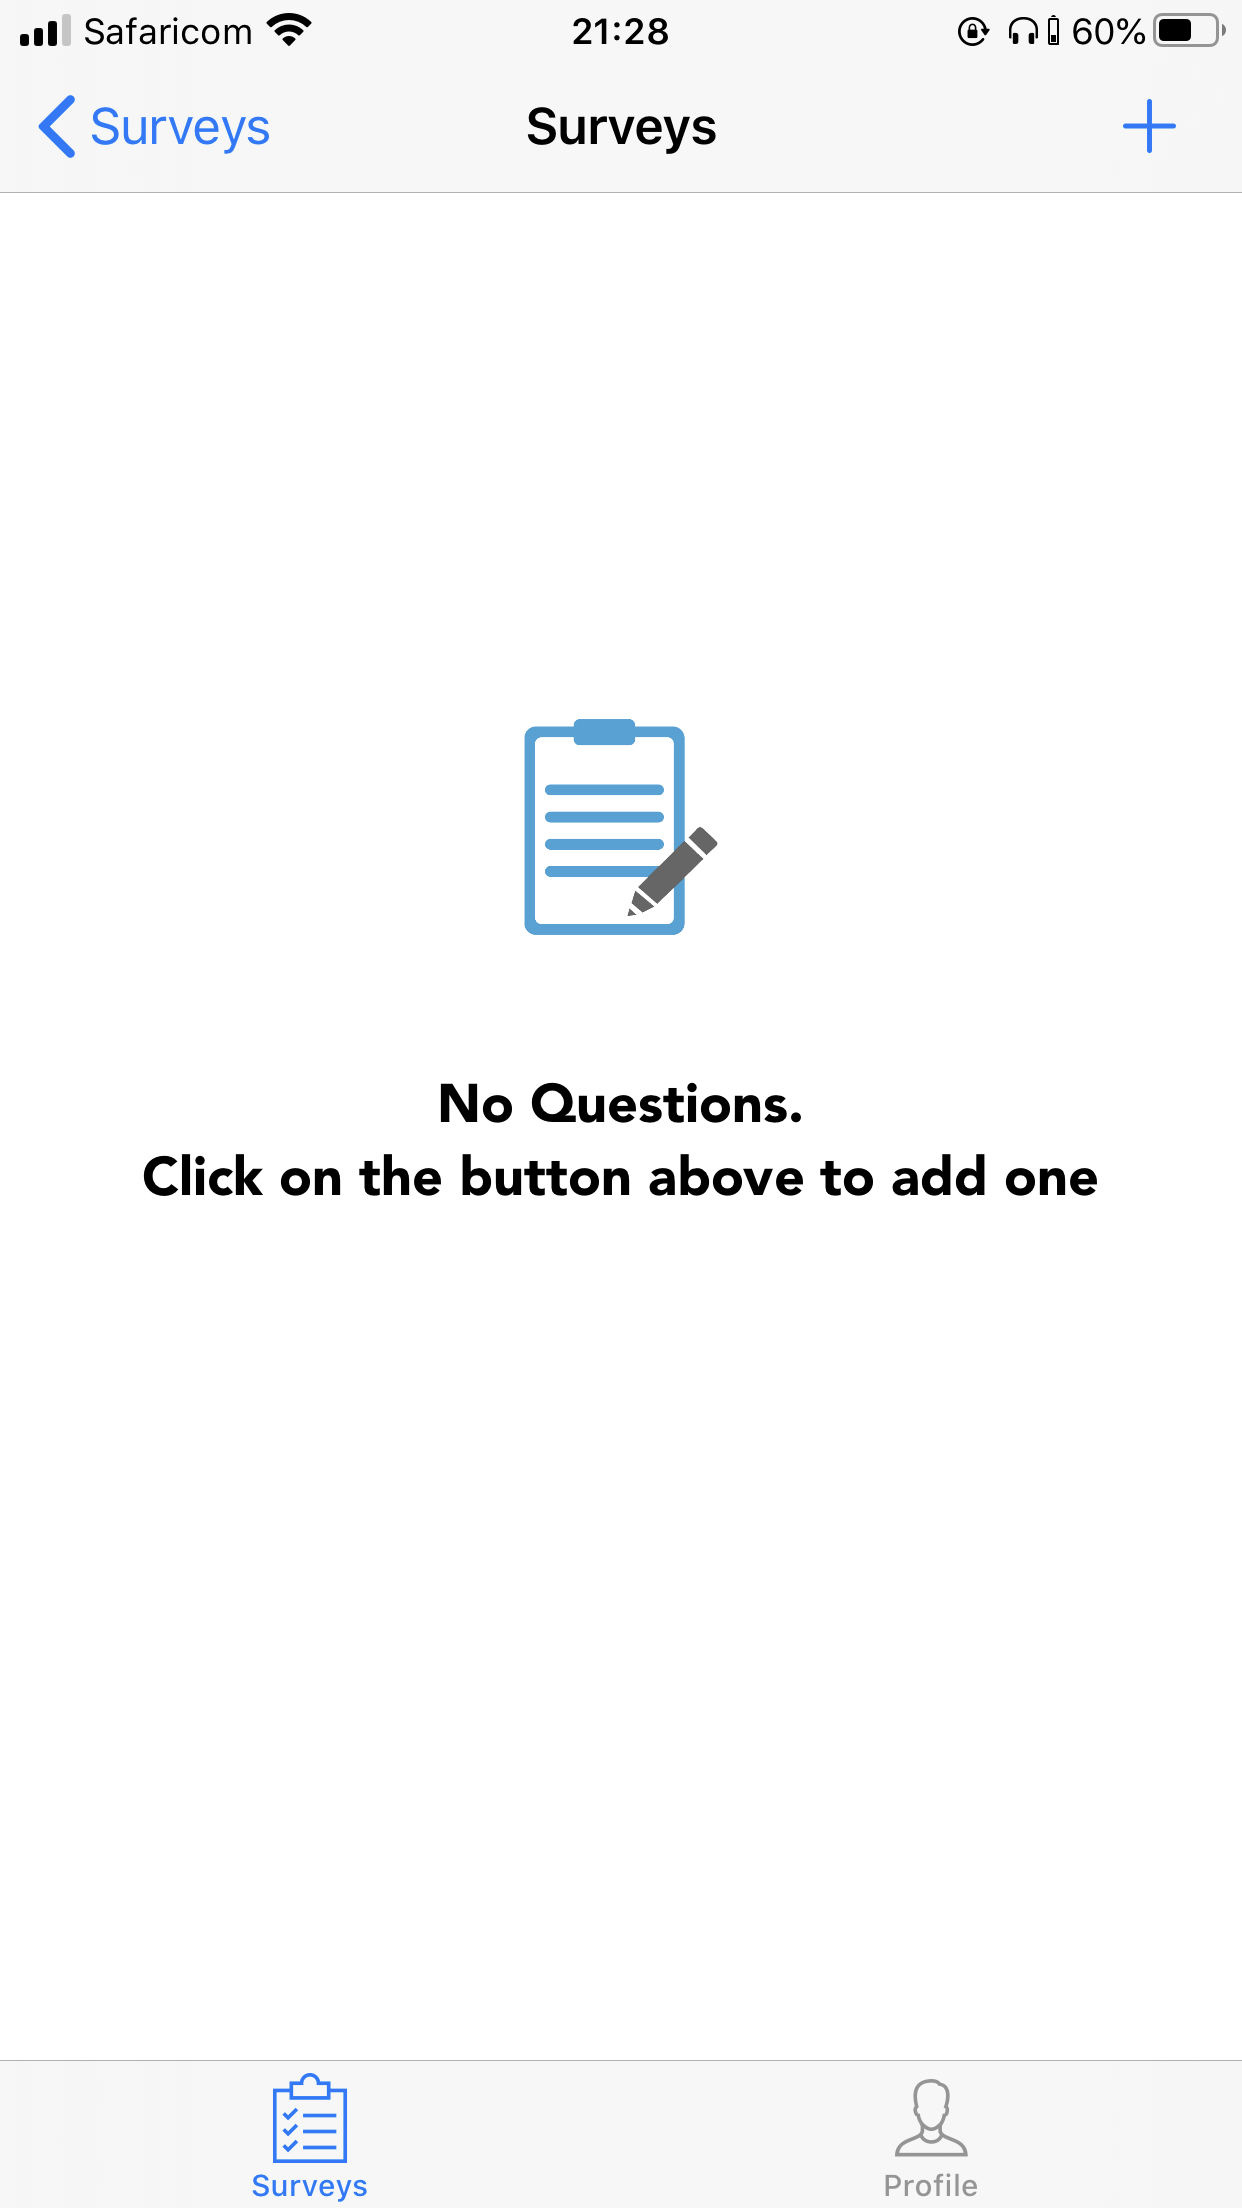 Safaricom 21:28 60%
Surveys Surveys
No Questions.
Click on the button above to add one
Surveys Profile